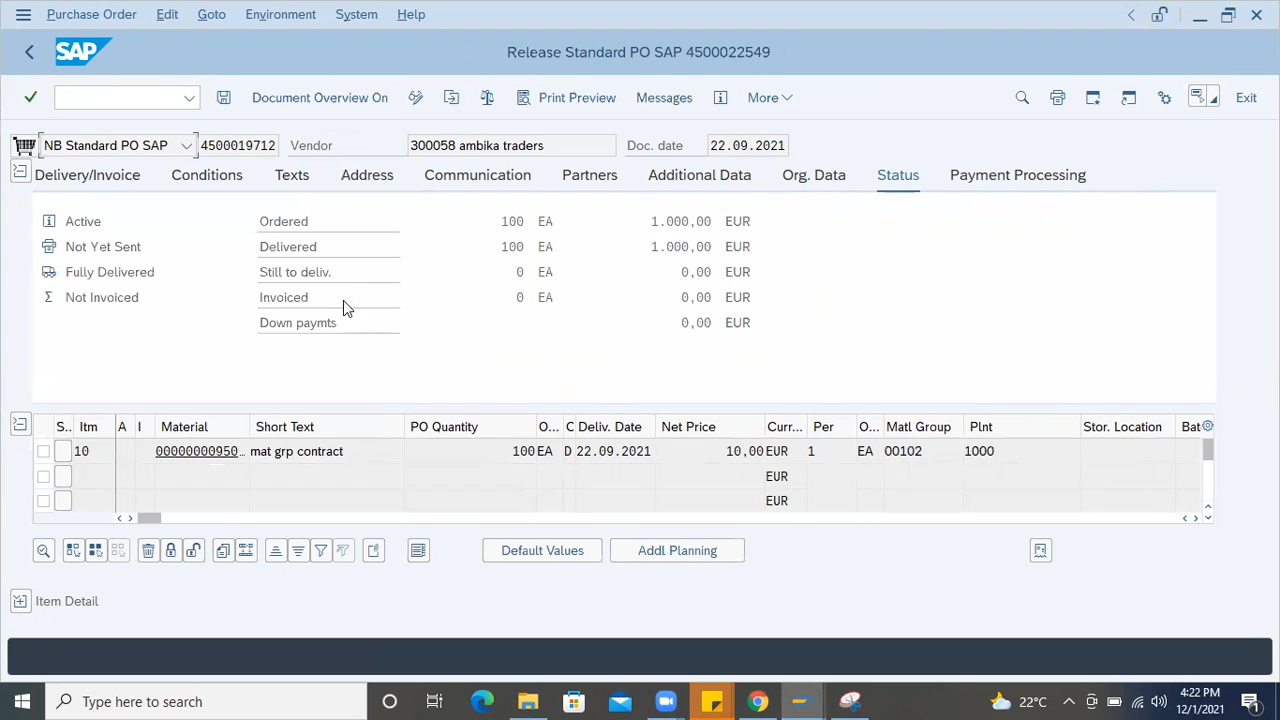 Purchase Order Edit Goto Environment System Help
SAP Release Standard PO SAP 4500022549
Document Overview On Print Preview Messages More Exit
NB Standard PO SAP 4500019712 Vendor 300058 ambika traders Doc. date 22.09.2021
Delivery/Invoice Conditions Texts Address Communication Partners Additional Data Org. Data Status Payment Processing
Active Ordered 100 EA 1.000,00 EUR
Not Yet Sent Delivered 100 EA 1.000,00 EUR
Fully Delivered Still to deliv. 0 EA 0,00 EUR
Σ Not Invoiced Invoiced 0 EA 0,00 EUR
Down paymts 0,00 EUR
S.. Itm A I Material Short Text PO Quantity O... C Deliv. Date Net Price Curr... Per O... Matl Group Plnt Stor. Location Bat
10 00000000950... mat grp contract 100 EA D 22.09.2021 10,00 EUR 1 EA 00102 1000
EUR
EUR
Default Values Addl Planning
Item Detail
Type here to search 22°C 4:22 PM
12/1/2021